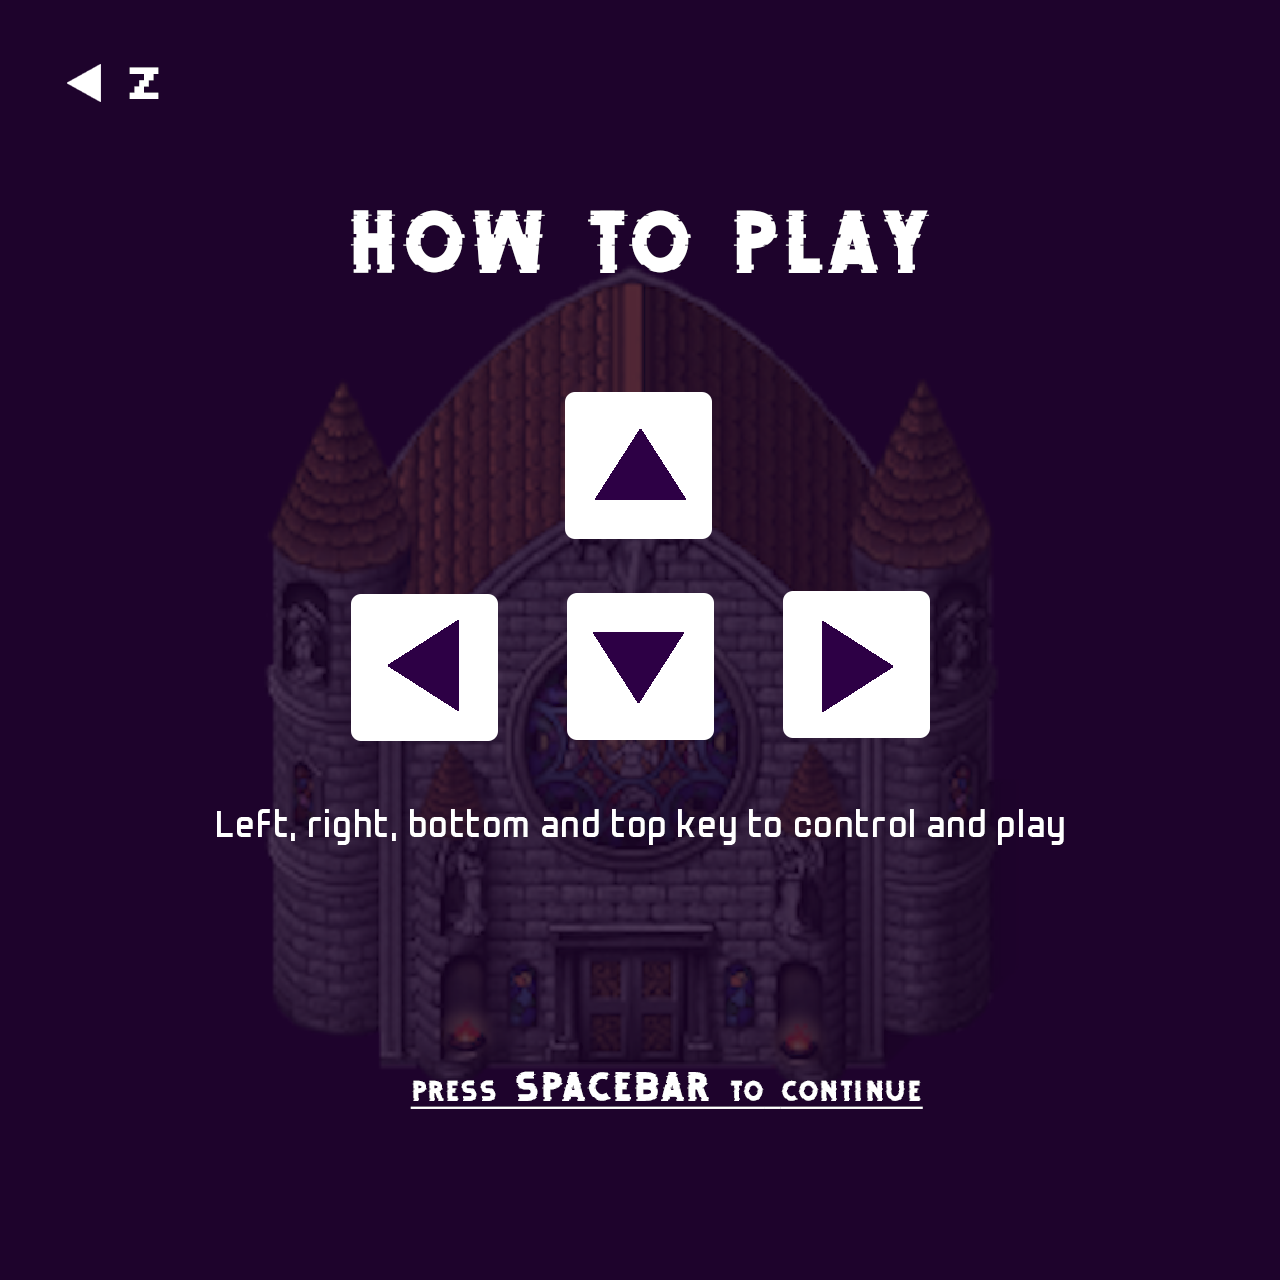 Z
HOW TO PLAY
Left, right, bottom and top key to control and play
PRESS SPACEBAR TO CONTINUE